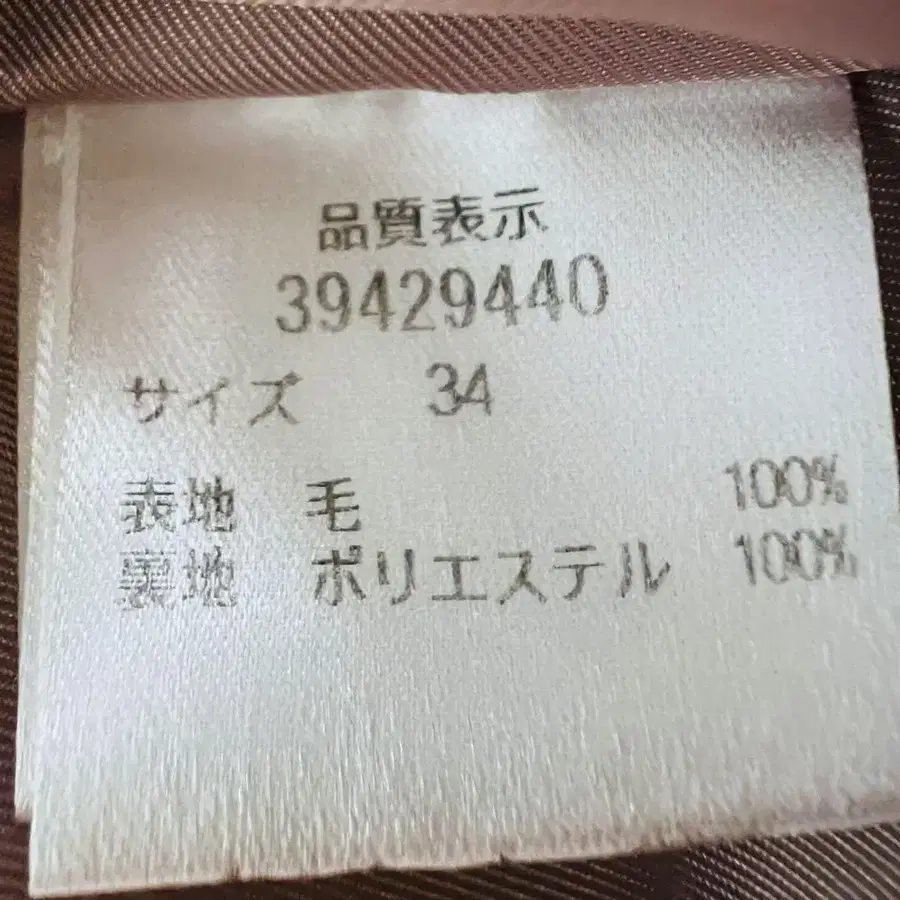 品質表示
39429440
サイズ 34
表地 毛 100%
裏地 ポリエステル 100%